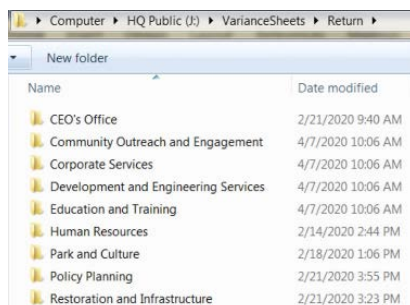 Computer ▸ HQ Public (J:) ▸ VarianceSheets ▸ Return ▸
New folder
Name Date modified
CEO's Office 2/21/2020 9:40 AM
Community Outreach and Engagement 4/7/2020 10:06 AM
Corporate Services 4/7/2020 10:06 AM
Development and Engineering Services 4/7/2020 10:06 AM
Education and Training 4/7/2020 10:06 AM
Human Resources 2/14/2020 2:44 PM
Park and Culture 2/18/2020 1:06 PM
Policy Planning 2/21/2020 3:55 PM
Restoration and Infrastructure 2/21/2020 3:23 PM